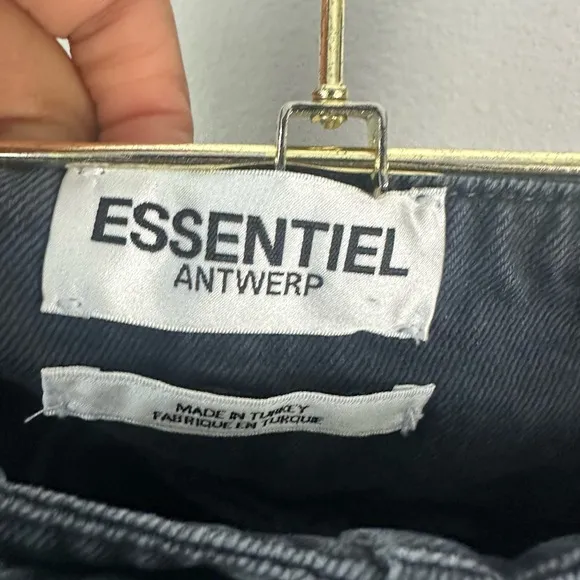 ESSENTIEL
ANTWERP
MADE IN TURKEY
FABRIQUE EN TURQUIE